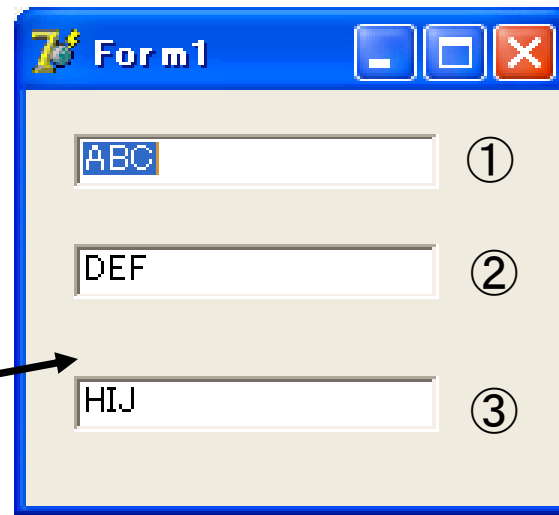 Form1
ABC ①
DEF ②
HIJ ③